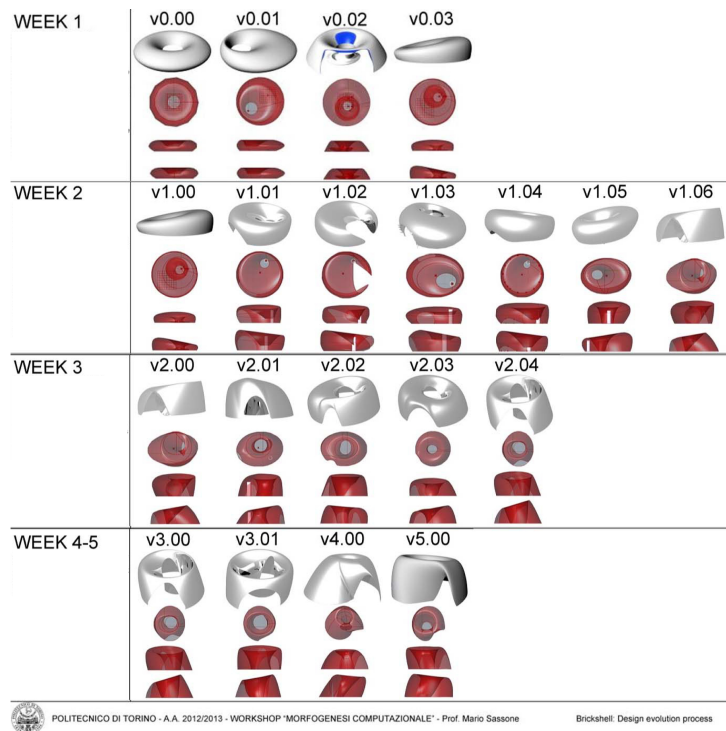 WEEK 1
v0.00 v0.01 v0.02 v0.03
WEEK 2
v1.00 v1.01 v1.02 v1.03 v1.04 v1.05 v1.06
WEEK 3
v2.00 v2.01 v2.02 v2.03 v2.04
WEEK 4-5
v3.00 v3.01 v4.00 v5.00
POLITECNICO DI TORINO - A.A. 2012/2013 - WORKSHOP "MORFOGENESI COMPUTAZIONALE" - Prof. Mario Sassone Brickshell: Design evolution process